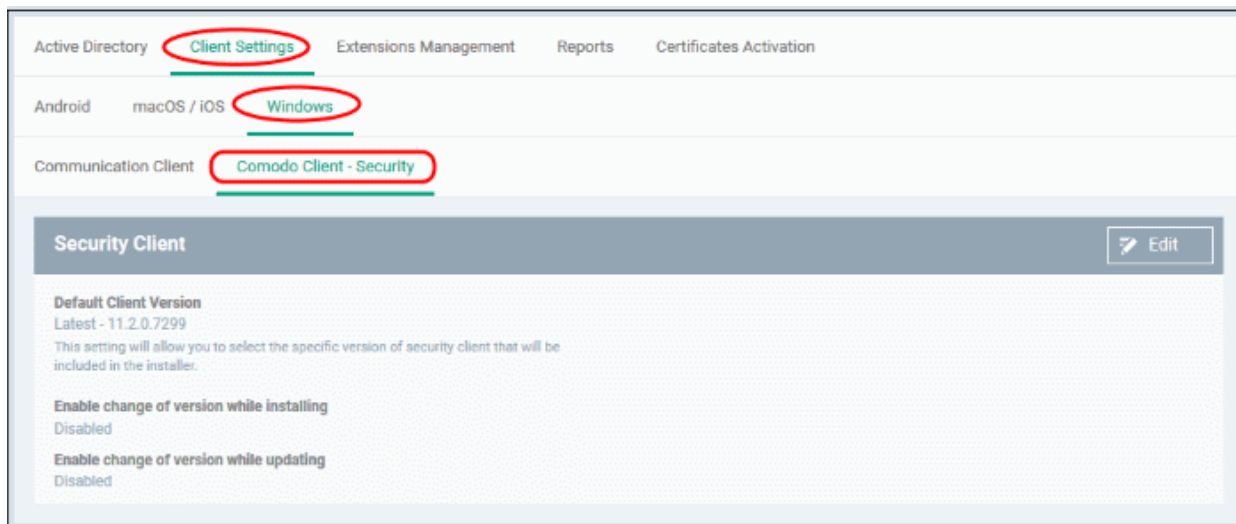 Active Directory Client Settings Extensions Management Reports Certificates Activation
Android macOS / iOS Windows
Communication Client Comodo Client - Security
Security Client Edit
Default Client Version
Latest - 11.2.0.7299
This setting will allow you to select the specific version of security client that will be
included in the installer.
Enable change of version while installing
Disabled
Enable change of version while updating
Disabled